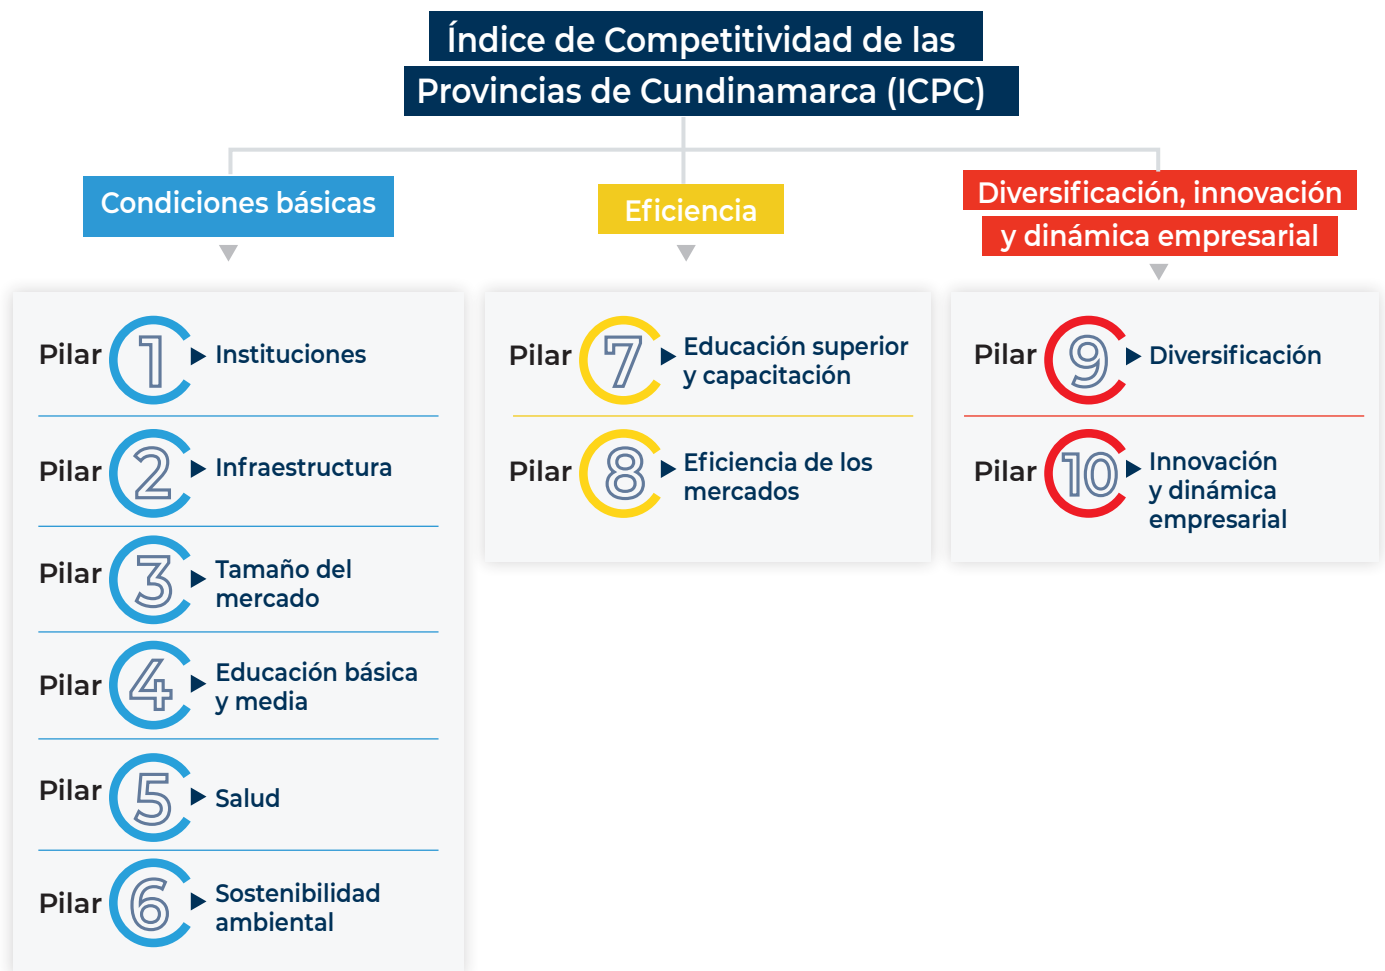 Índice de Competitividad de las
Provincias de Cundinamarca (ICPC)
Condiciones básicas
Pilar 1 Instituciones
Pilar 2 Infraestructura
Pilar 3 Tamaño del
mercado
Pilar 4 Educación básica
y media
Pilar 5 Salud
Pilar 6 Sostenibilidad
ambiental
Eficiencia
Pilar 7 Educación superior
y capacitación
Pilar 8 Eficiencia de los
mercados
Diversificación, innovación
y dinámica empresarial
Pilar 9 Diversificación
Pilar 10 Innovación
y dinámica
empresarial